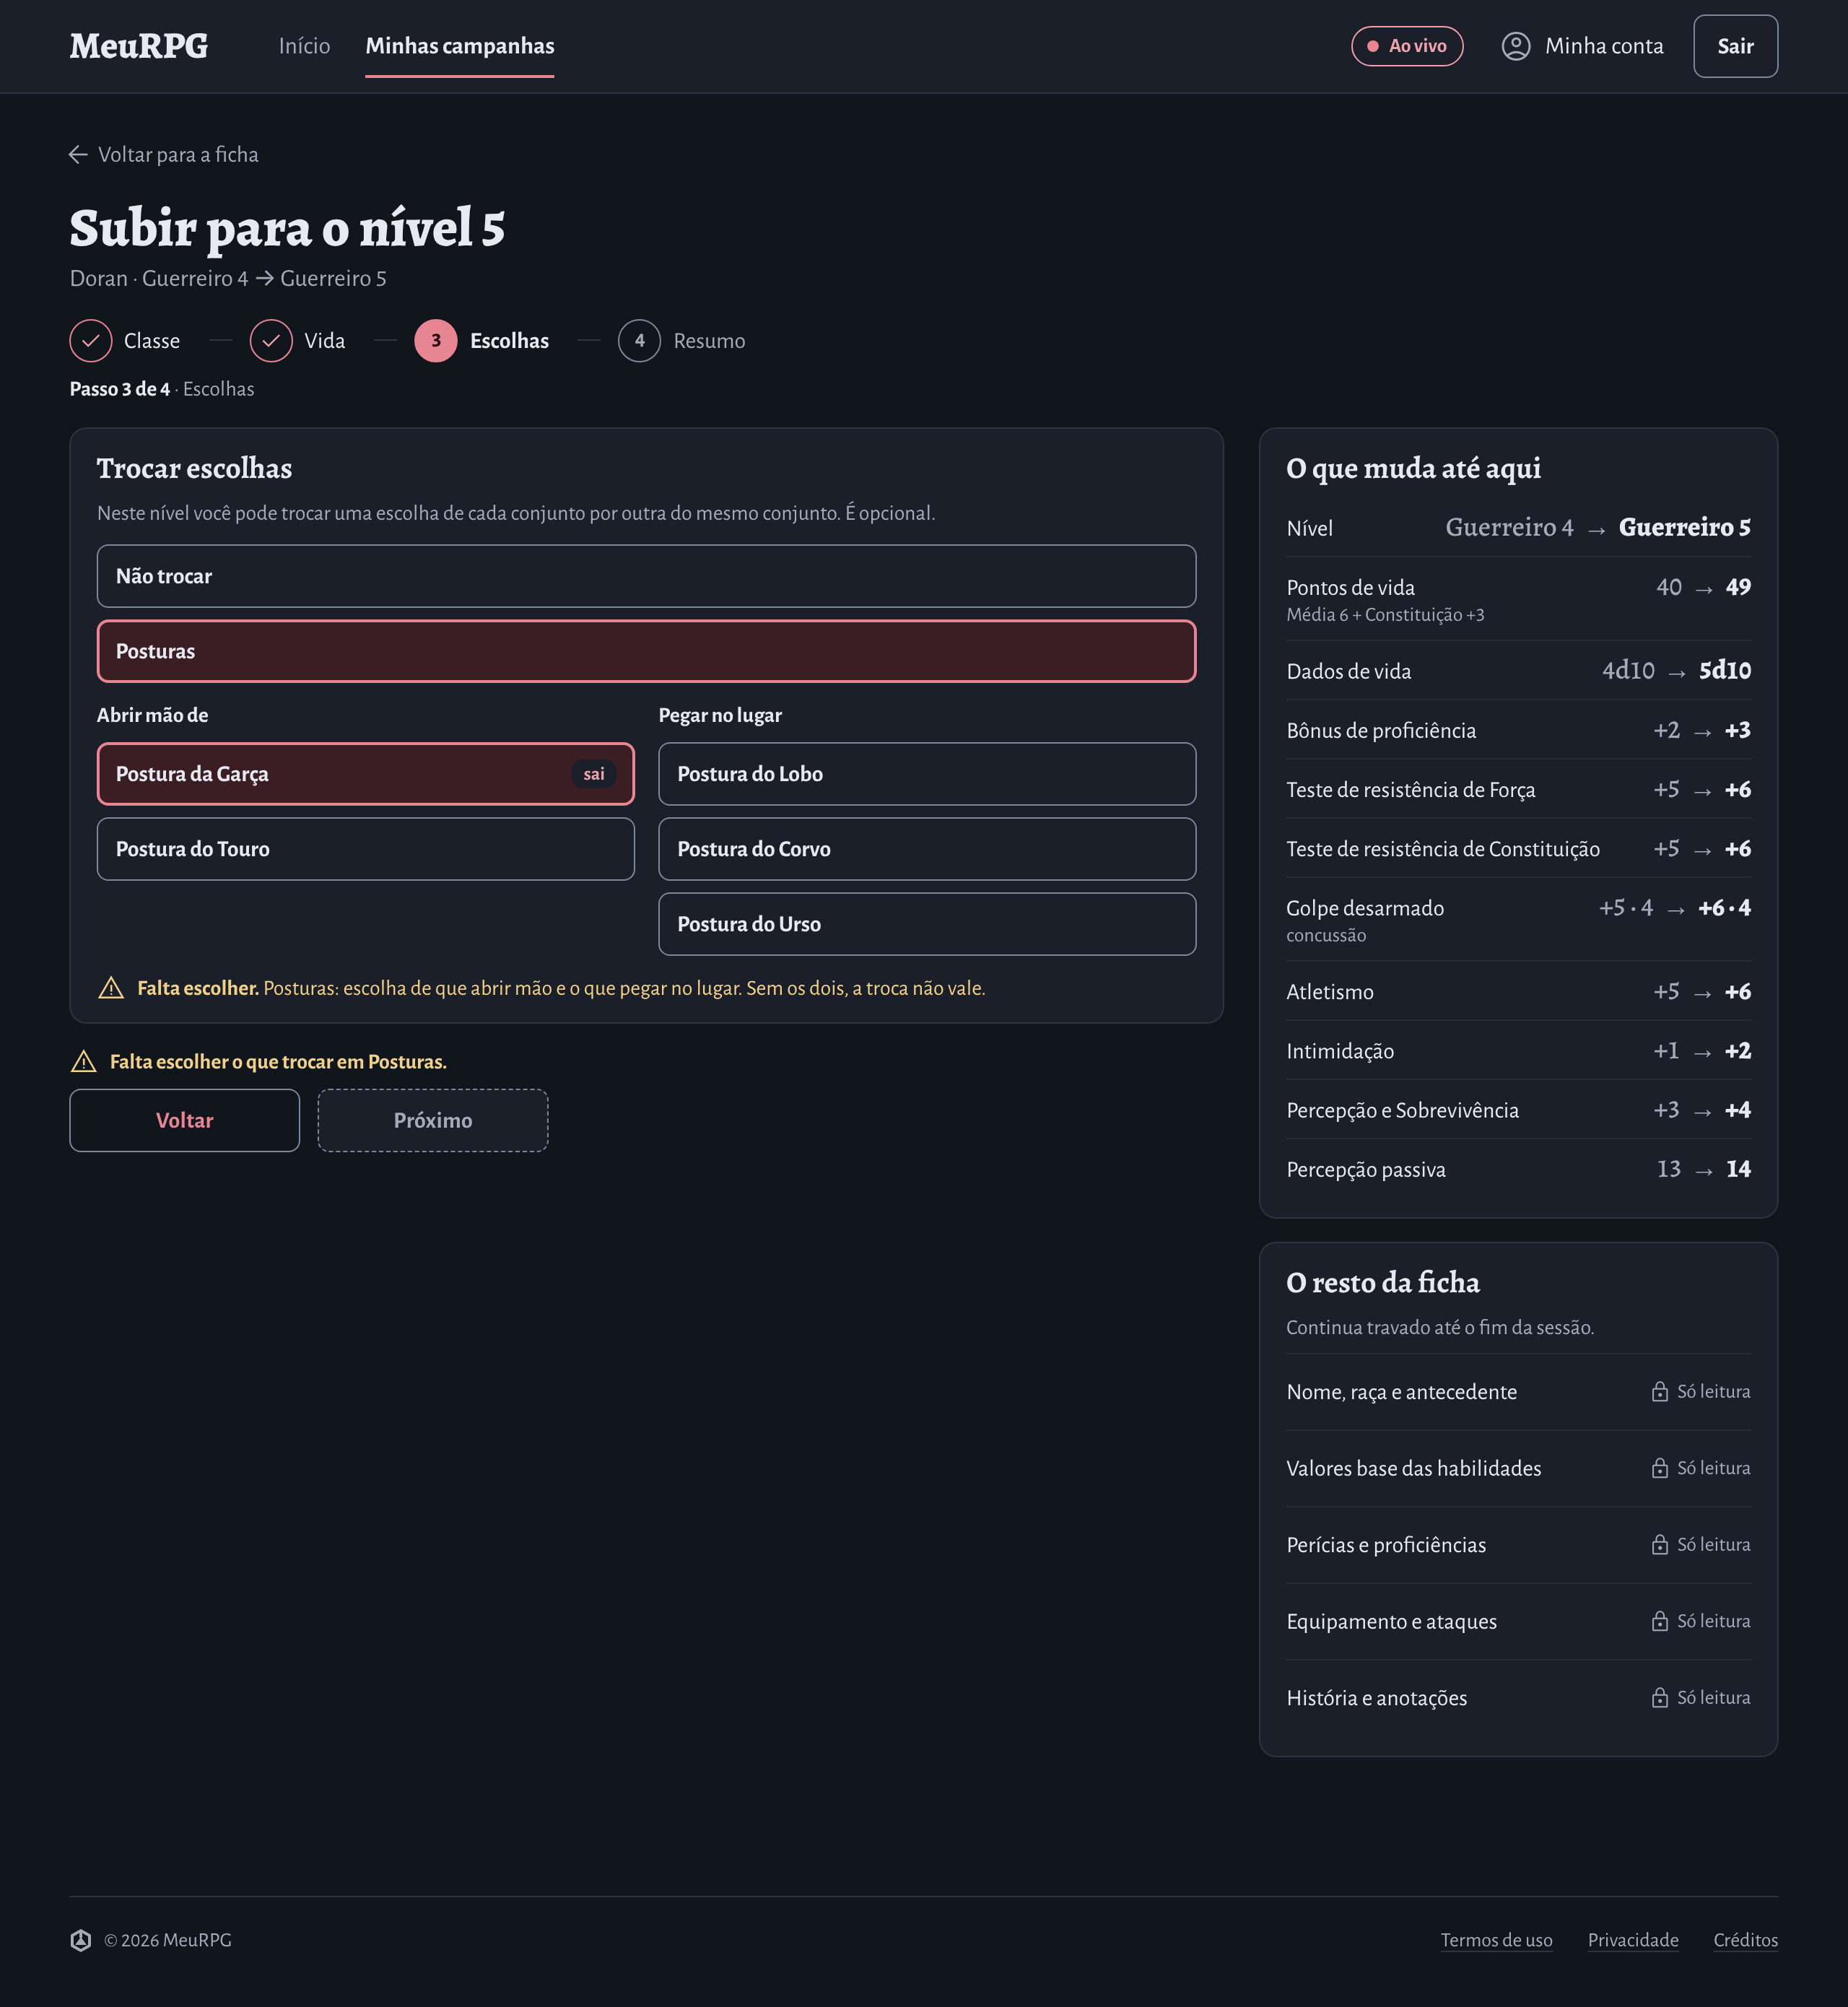 MeuRPG
Início
Minhas campanhas
Ao vivo
Minha conta
Sair
Voltar para a ficha
Subir para o nível 5
Doran · Guerreiro 4 → Guerreiro 5
Classe
Vida
3 Escolhas
4 Resumo
Passo 3 de 4 · Escolhas
Trocar escolhas
Neste nível você pode trocar uma escolha de cada conjunto por outra do mesmo conjunto. É opcional.
Não trocar
Posturas
Abrir mão de
Postura da Garça sai
Postura do Touro
Pegar no lugar
Postura do Lobo
Postura do Corvo
Postura do Urso
Falta escolher. Posturas: escolha de que abrir mão e o que pegar no lugar. Sem os dois, a troca não vale.
Falta escolher o que trocar em Posturas.
Voltar
Próximo
O que muda até aqui
Nível Guerreiro 4 → Guerreiro 5
Pontos de vida 40 → 49
Média 6 + Constituição +3
Dados de vida 4d10 → 5d10
Bônus de proficiência +2 → +3
Teste de resistência de Força +5 → +6
Teste de resistência de Constituição +5 → +6
Golpe desarmado +5 · 4 → +6 · 4
concussão
Atletismo +5 → +6
Intimidação +1 → +2
Percepção e Sobrevivência +3 → +4
Percepção passiva 13 → 14
O resto da ficha
Continua travado até o fim da sessão.
Nome, raça e antecedente Só leitura
Valores base das habilidades Só leitura
Perícias e proficiências Só leitura
Equipamento e ataques Só leitura
História e anotações Só leitura
© 2026 MeuRPG
Termos de uso
Privacidade
Créditos